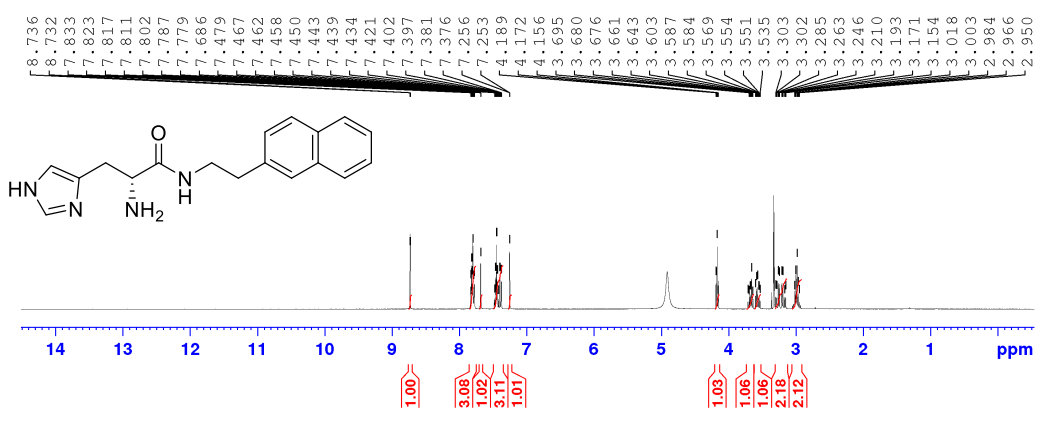 8.736 8.732 7.833 7.823 7.817 7.811 7.802 7.787 7.779 7.686 7.479 7.467 7.462 7.458 7.450 7.443 7.439 7.434 7.421 7.402 7.397 7.381 7.376 7.256 7.253 4.189 4.172 4.156 3.695 3.680 3.676 3.661 3.643 3.603 3.587 3.584 3.569 3.554 3.551 3.535 3.303 3.302 3.285 3.263 3.246 3.210 3.193 3.171 3.154 3.018 3.003 2.984 2.966 2.950
O
HN
N
N
H
NH2
14 13 12 11 10 9 8 7 6 5 4 3 2 1 ppm
1.00 3.08 1.02 3.11 1.01 1.03 1.06 1.06 2.18 2.12